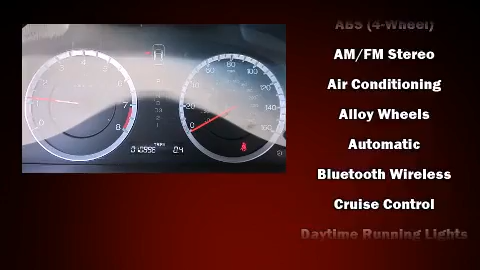 ABS (4-Wheel)
AM/FM Stereo
Air Conditioning
Alloy Wheels
Automatic
Bluetooth Wireless
Cruise Control
Daytime Running Lights